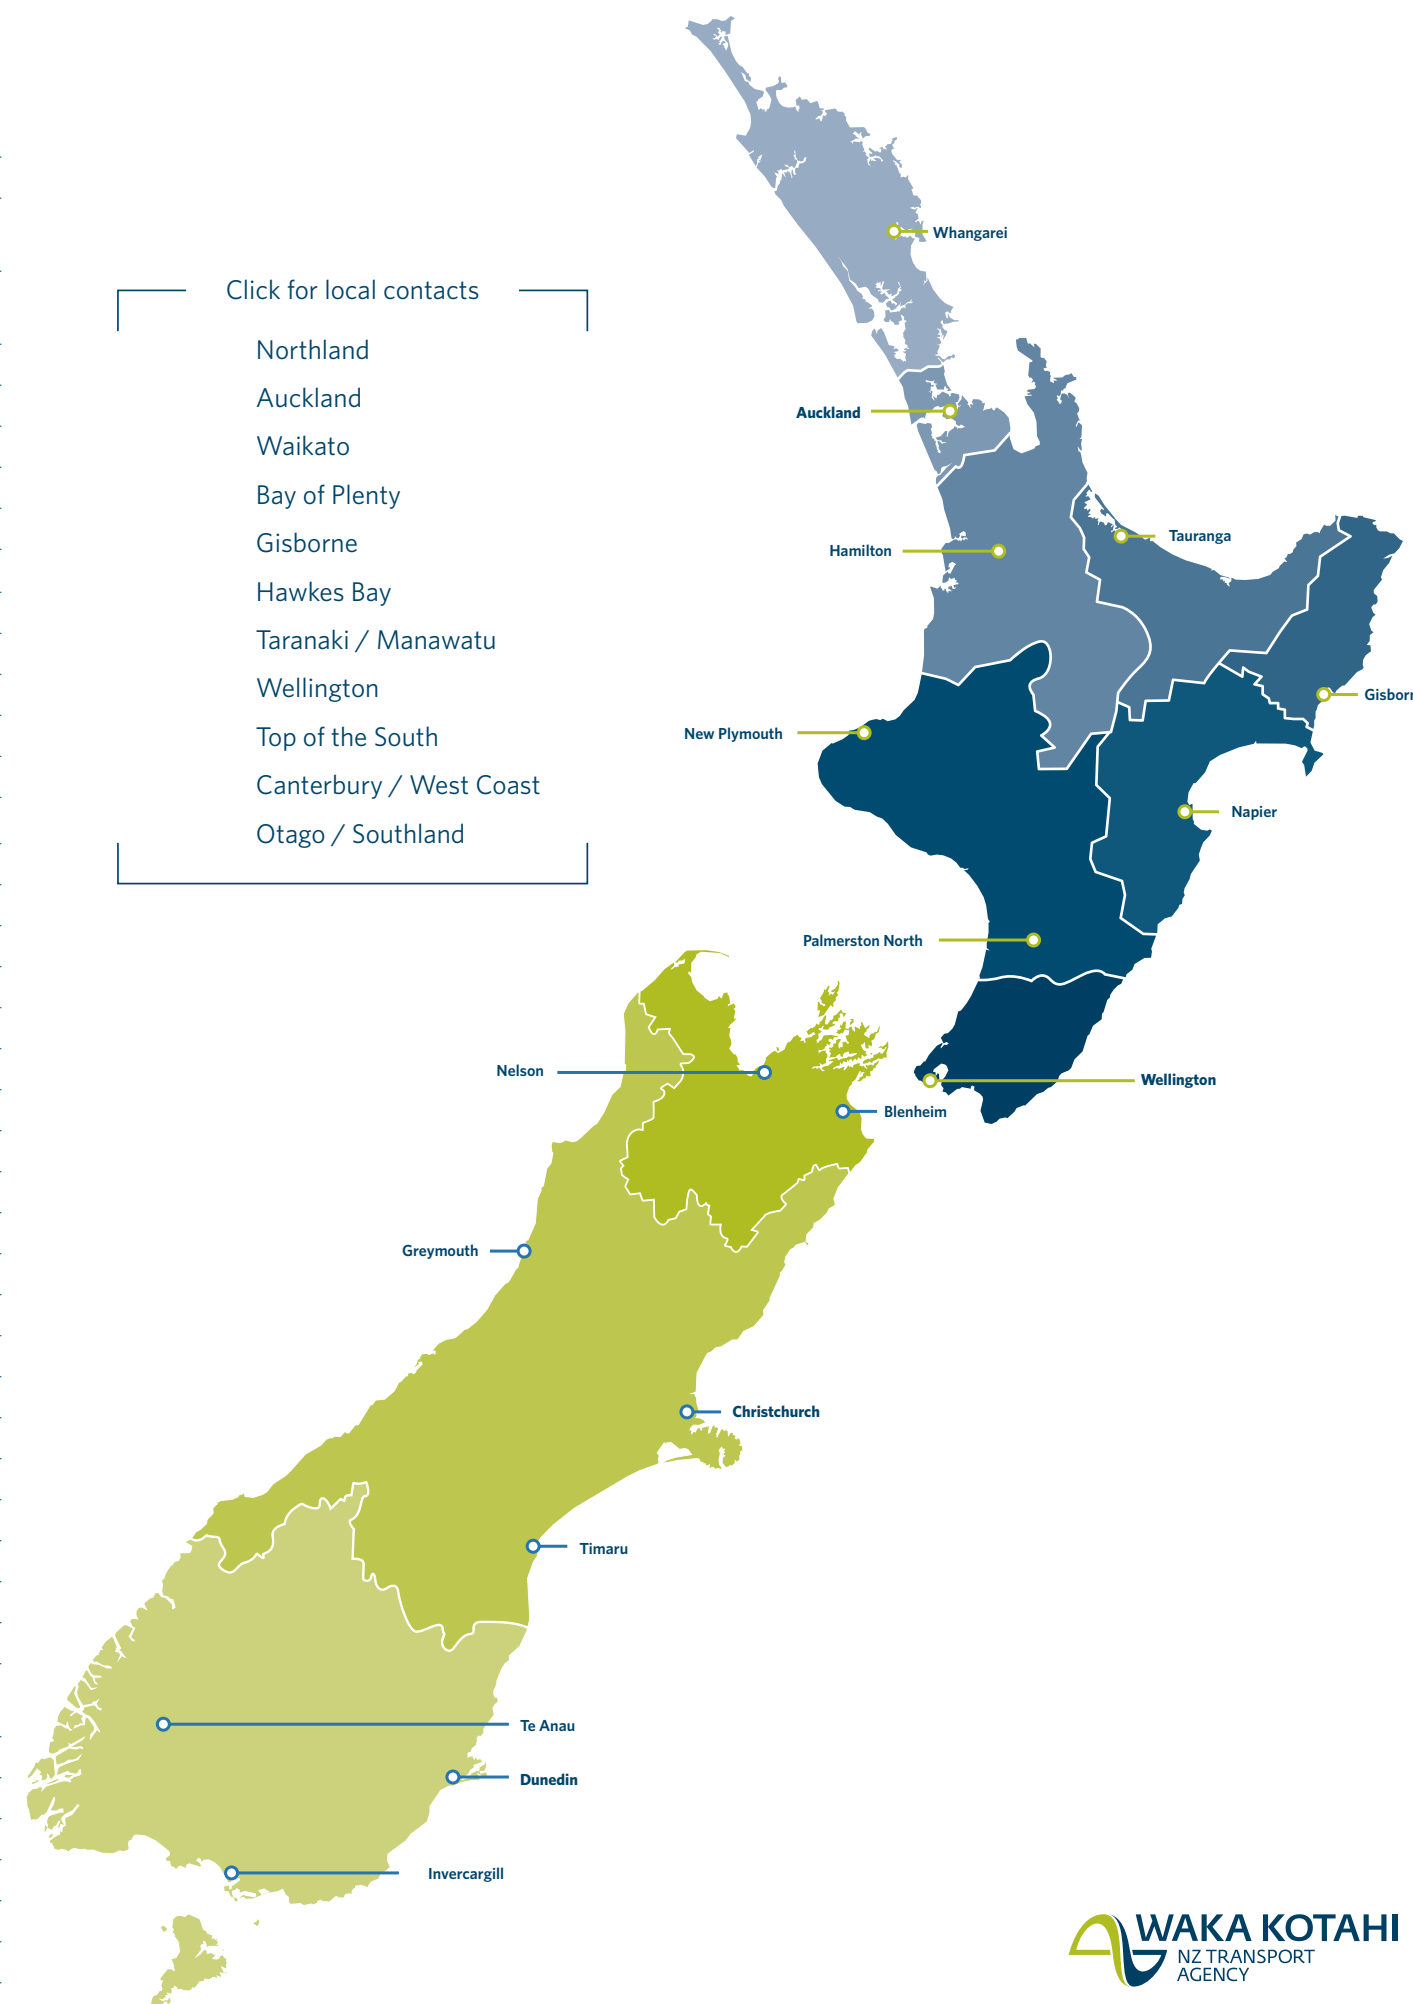 Whangarei
Click for local contacts
Northland
Auckland
Waikato
Bay of Plenty
Gisborne
Hawkes Bay
Taranaki / Manawatu
Wellington
Top of the South
Canterbury / West Coast
Otago / Southland
Auckland
Tauranga
Hamilton
Gisborn
New Plymouth
Napier
Palmerston North
Nelson
Wellington
Blenheim
Greymouth
Christchurch
Timaru
Te Anau
Dunedin
Invercargill
WAKA KOTAHI
NZ TRANSPORT
AGENCY